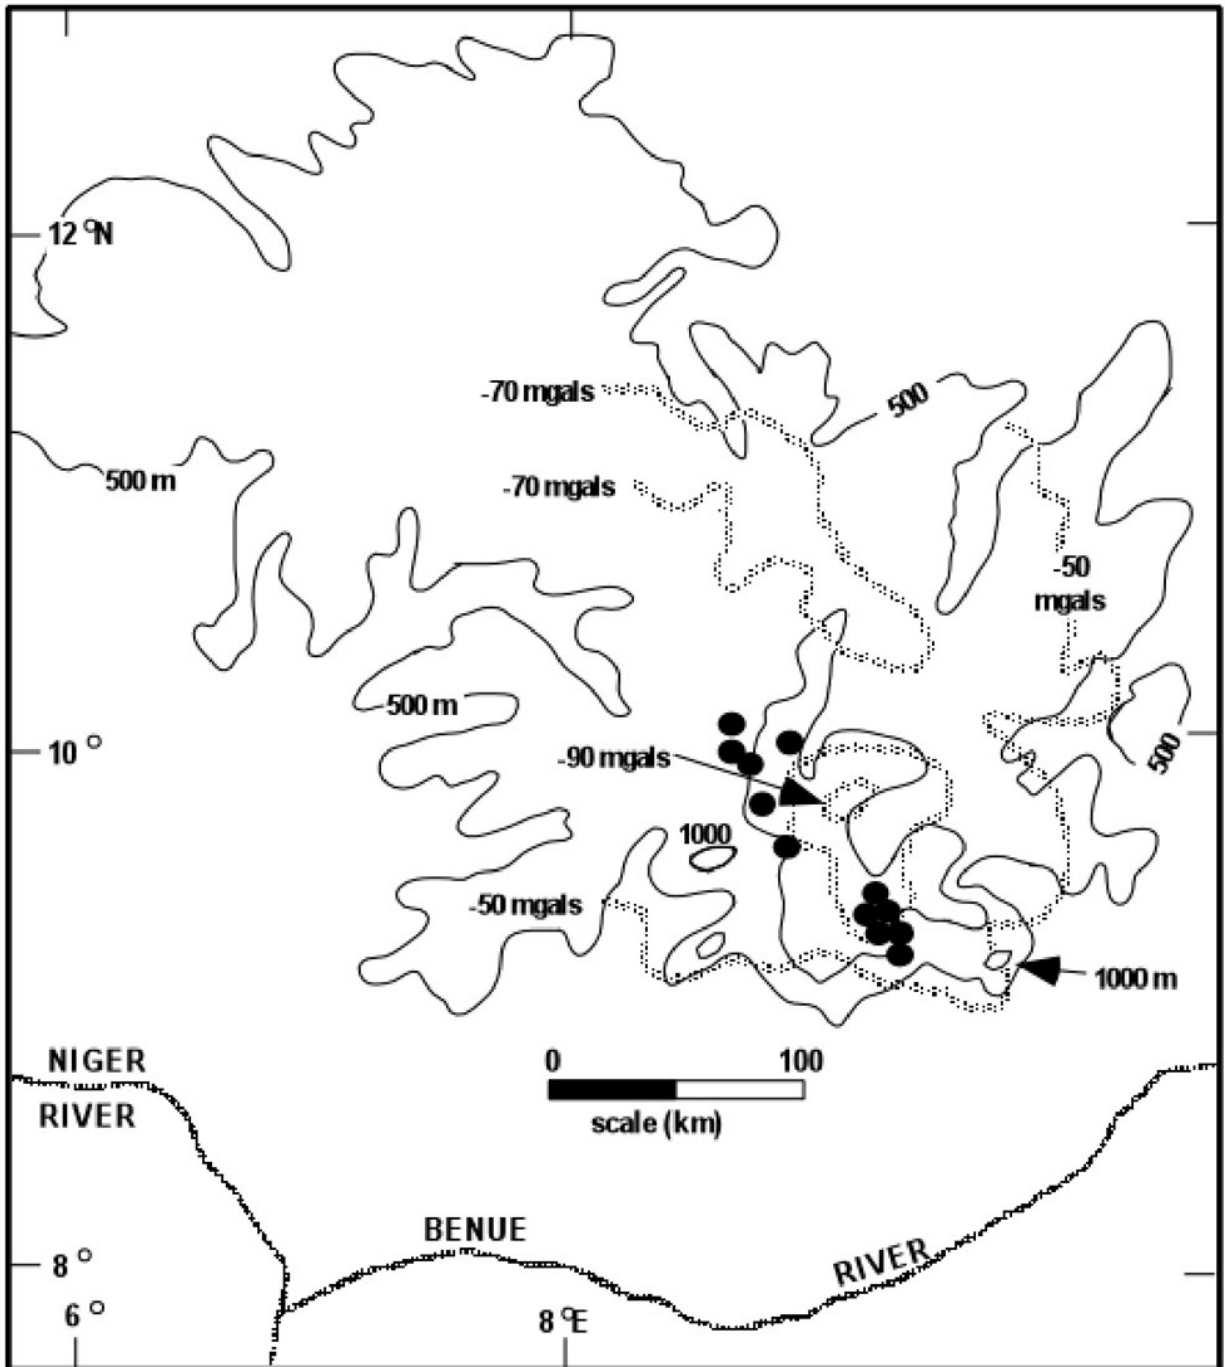 12 °N
-70 mgals
500
500 m
-70 mgals
-50
mgals
500 m
10 °
-90 mgals
500
1000
-50 mgals
1000 m
NIGER
RIVER
0 100
scale (km)
BENUE
RIVER
8 °
6 °
8 °E